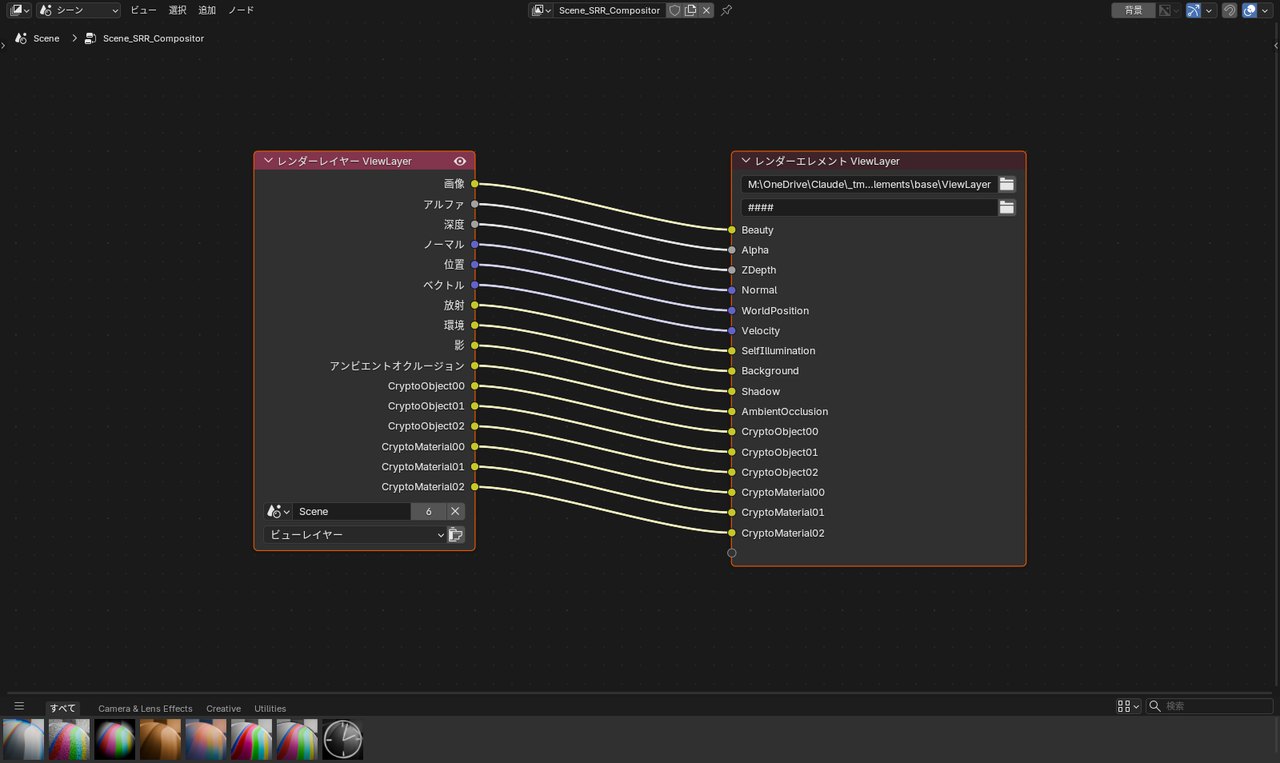 シーン ビュー 選択 追加 ノード Scene_SRR_Compositor 背景
Scene Scene_SRR_Compositor
レンダーレイヤー ViewLayer
画像
アルファ
深度
ノーマル
位置
ベクトル
放射
環境
影
アンビエントオクルージョン
CryptoObject00
CryptoObject01
CryptoObject02
CryptoMaterial00
CryptoMaterial01
CryptoMaterial02
Scene 6
ビューレイヤー
レンダーエレメント ViewLayer
M:\OneDrive\Claude\_tm...lements\base\ViewLayer
####
Beauty
Alpha
ZDepth
Normal
WorldPosition
Velocity
SelfIllumination
Background
Shadow
AmbientOcclusion
CryptoObject00
CryptoObject01
CryptoObject02
CryptoMaterial00
CryptoMaterial01
CryptoMaterial02
すべて Camera & Lens Effects Creative Utilities 検索